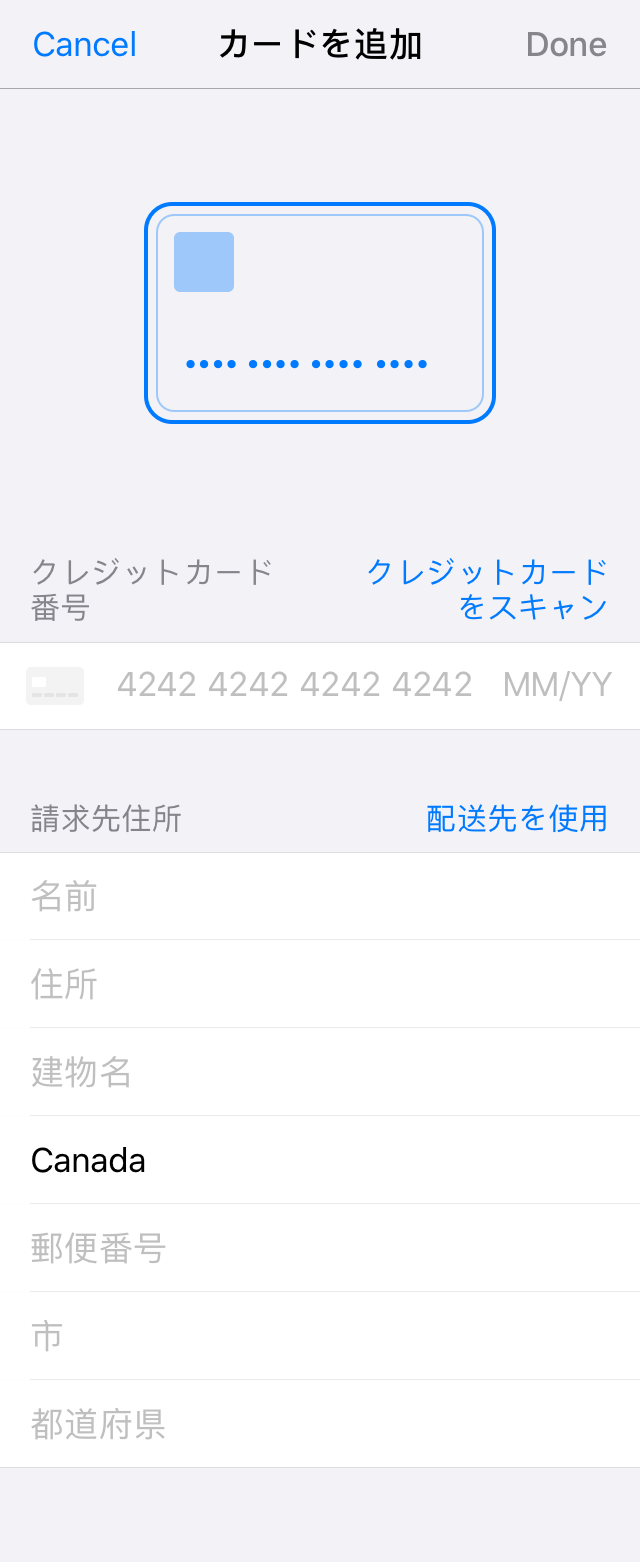 Cancel カードを追加 Done
クレジットカード
番号
クレジットカード
をスキャン
4242 4242 4242 4242 MM/YY
請求先住所 配送先を使用
名前
住所
建物名
Canada
郵便番号
市
都道府県